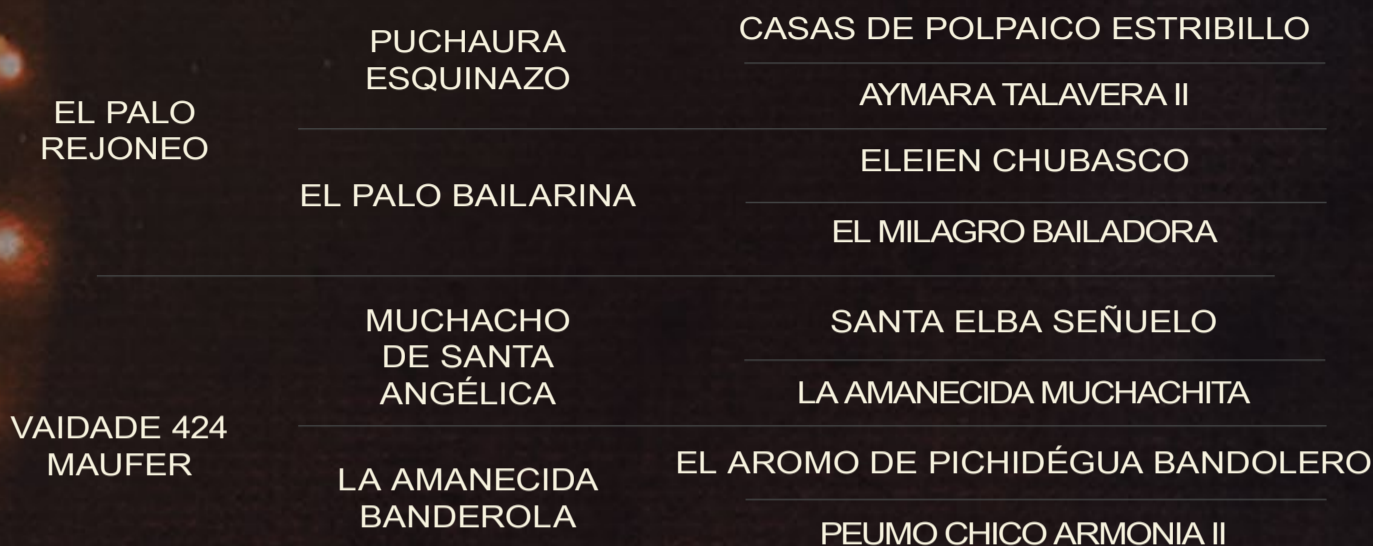 EL PALO
REJONEO
PUCHAURA
ESQUINAZO
EL PALO BAILARINA
CASAS DE POLPAICO ESTRIBILLO
AYMARA TALAVERA II
ELEIEN CHUBASCO
EL MILAGRO BAILADORA
VAIDADE 424
MAUFER
MUCHACHO
DE SANTA
ANGÉLICA
LA AMANECIDA
BANDEROLA
SANTA ELBA SEÑUELO
LA AMANECIDA MUCHACHITA
EL AROMO DE PICHIDÉGUA BANDOLERO
PEUMO CHICO ARMONIA II